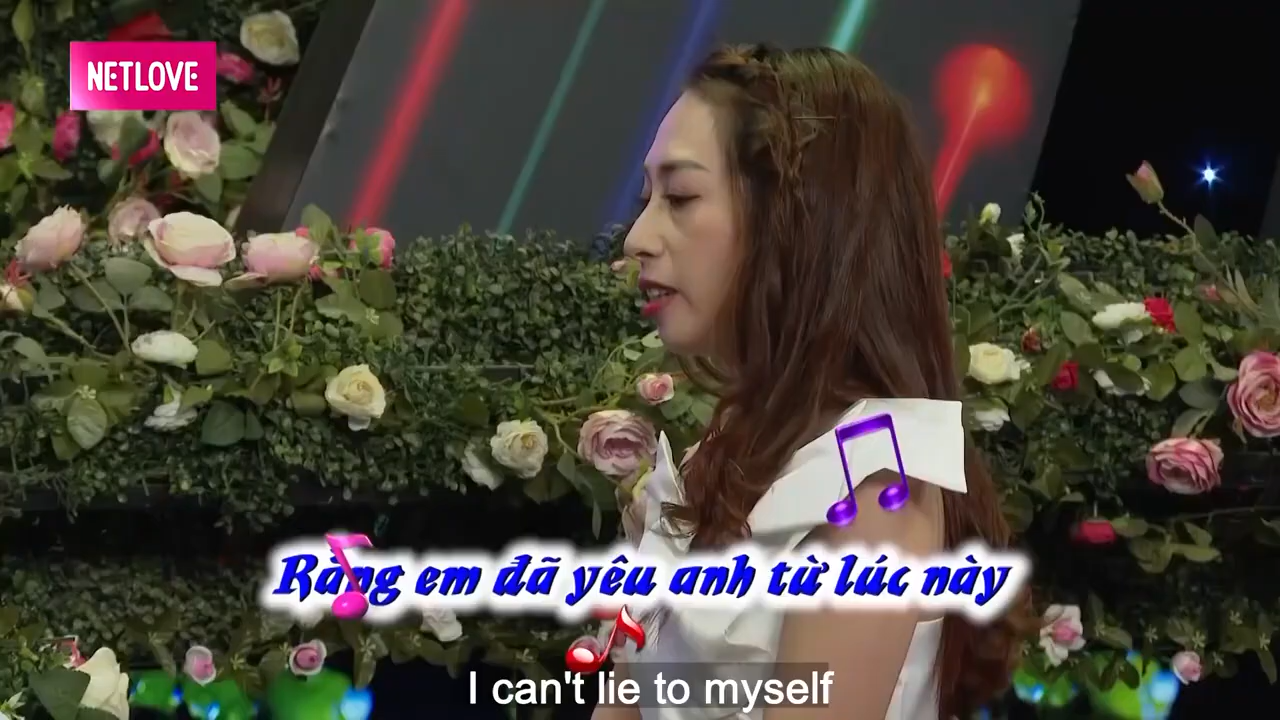 NETLOVE
Rằng em đã yêu anh từ lúc này
I can't lie to myself